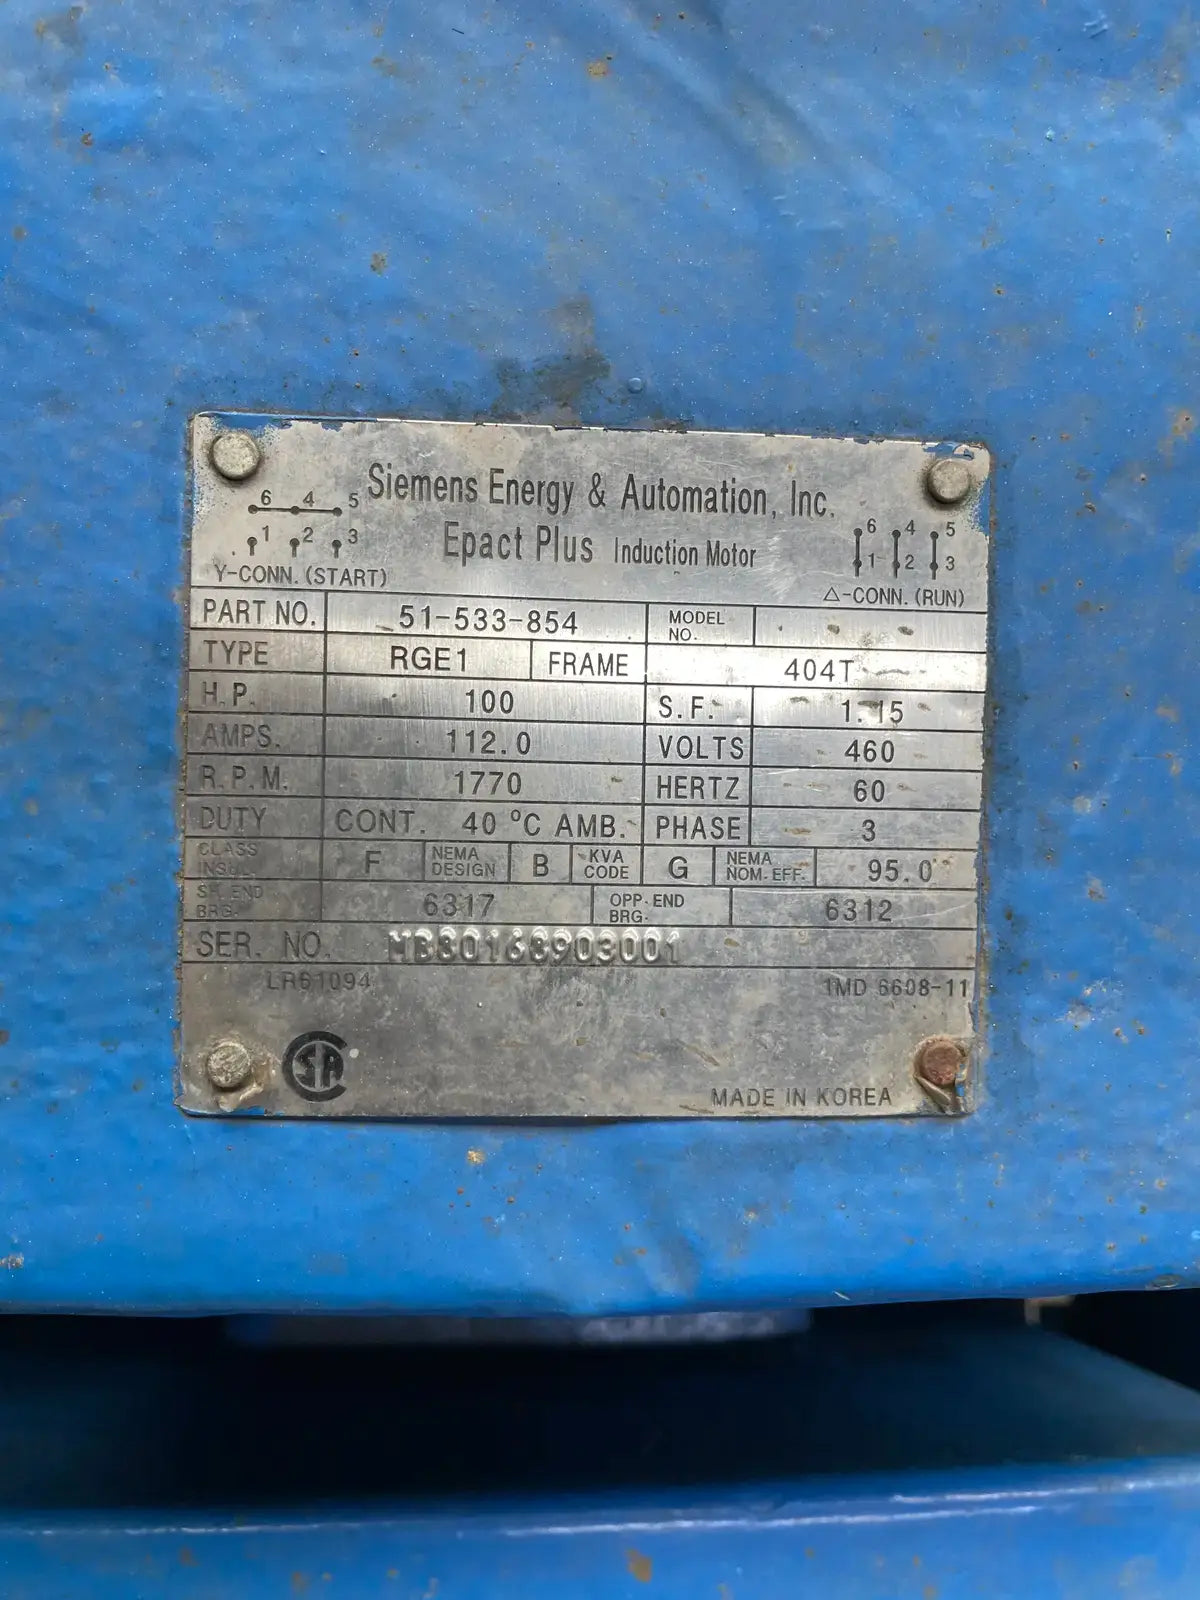 Siemens Energy & Automation, Inc.
Epact Plus Induction Motor
6 4 5
1 2 3
Y-CONN. (START)
6 4 5
1 2 3
△-CONN. (RUN)
PART NO. 51-533-854 MODEL NO.
TYPE RGE1 FRAME 404T
H.P. 100 S.F. 1.15
AMPS. 112.0 VOLTS 460
R.P.M. 1770 HERTZ 60
DUTY CONT. 40 °C AMB. PHASE 3
CLASS INSUL. F NEMA DESIGN B KVA CODE G NEMA NOM. EFF. 95.0
SH. END BRG. 6317 OPP. END BRG. 6312
SER. NO.
LR61094 1MD 6608-11
SA
MADE IN KOREA